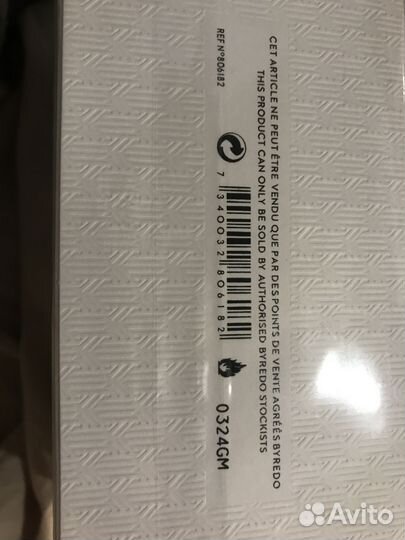 CET ARTICLE NE PEUT ÊTRE VENDU QUE PAR DES POINTS DE VENTE AGRÉÉS BYREDO
THIS PRODUCT CAN ONLY BE SOLD BY AUTHORISED BYREDO STOCKISTS
REF N°806182
7 340032 806182
0324GM
Avito